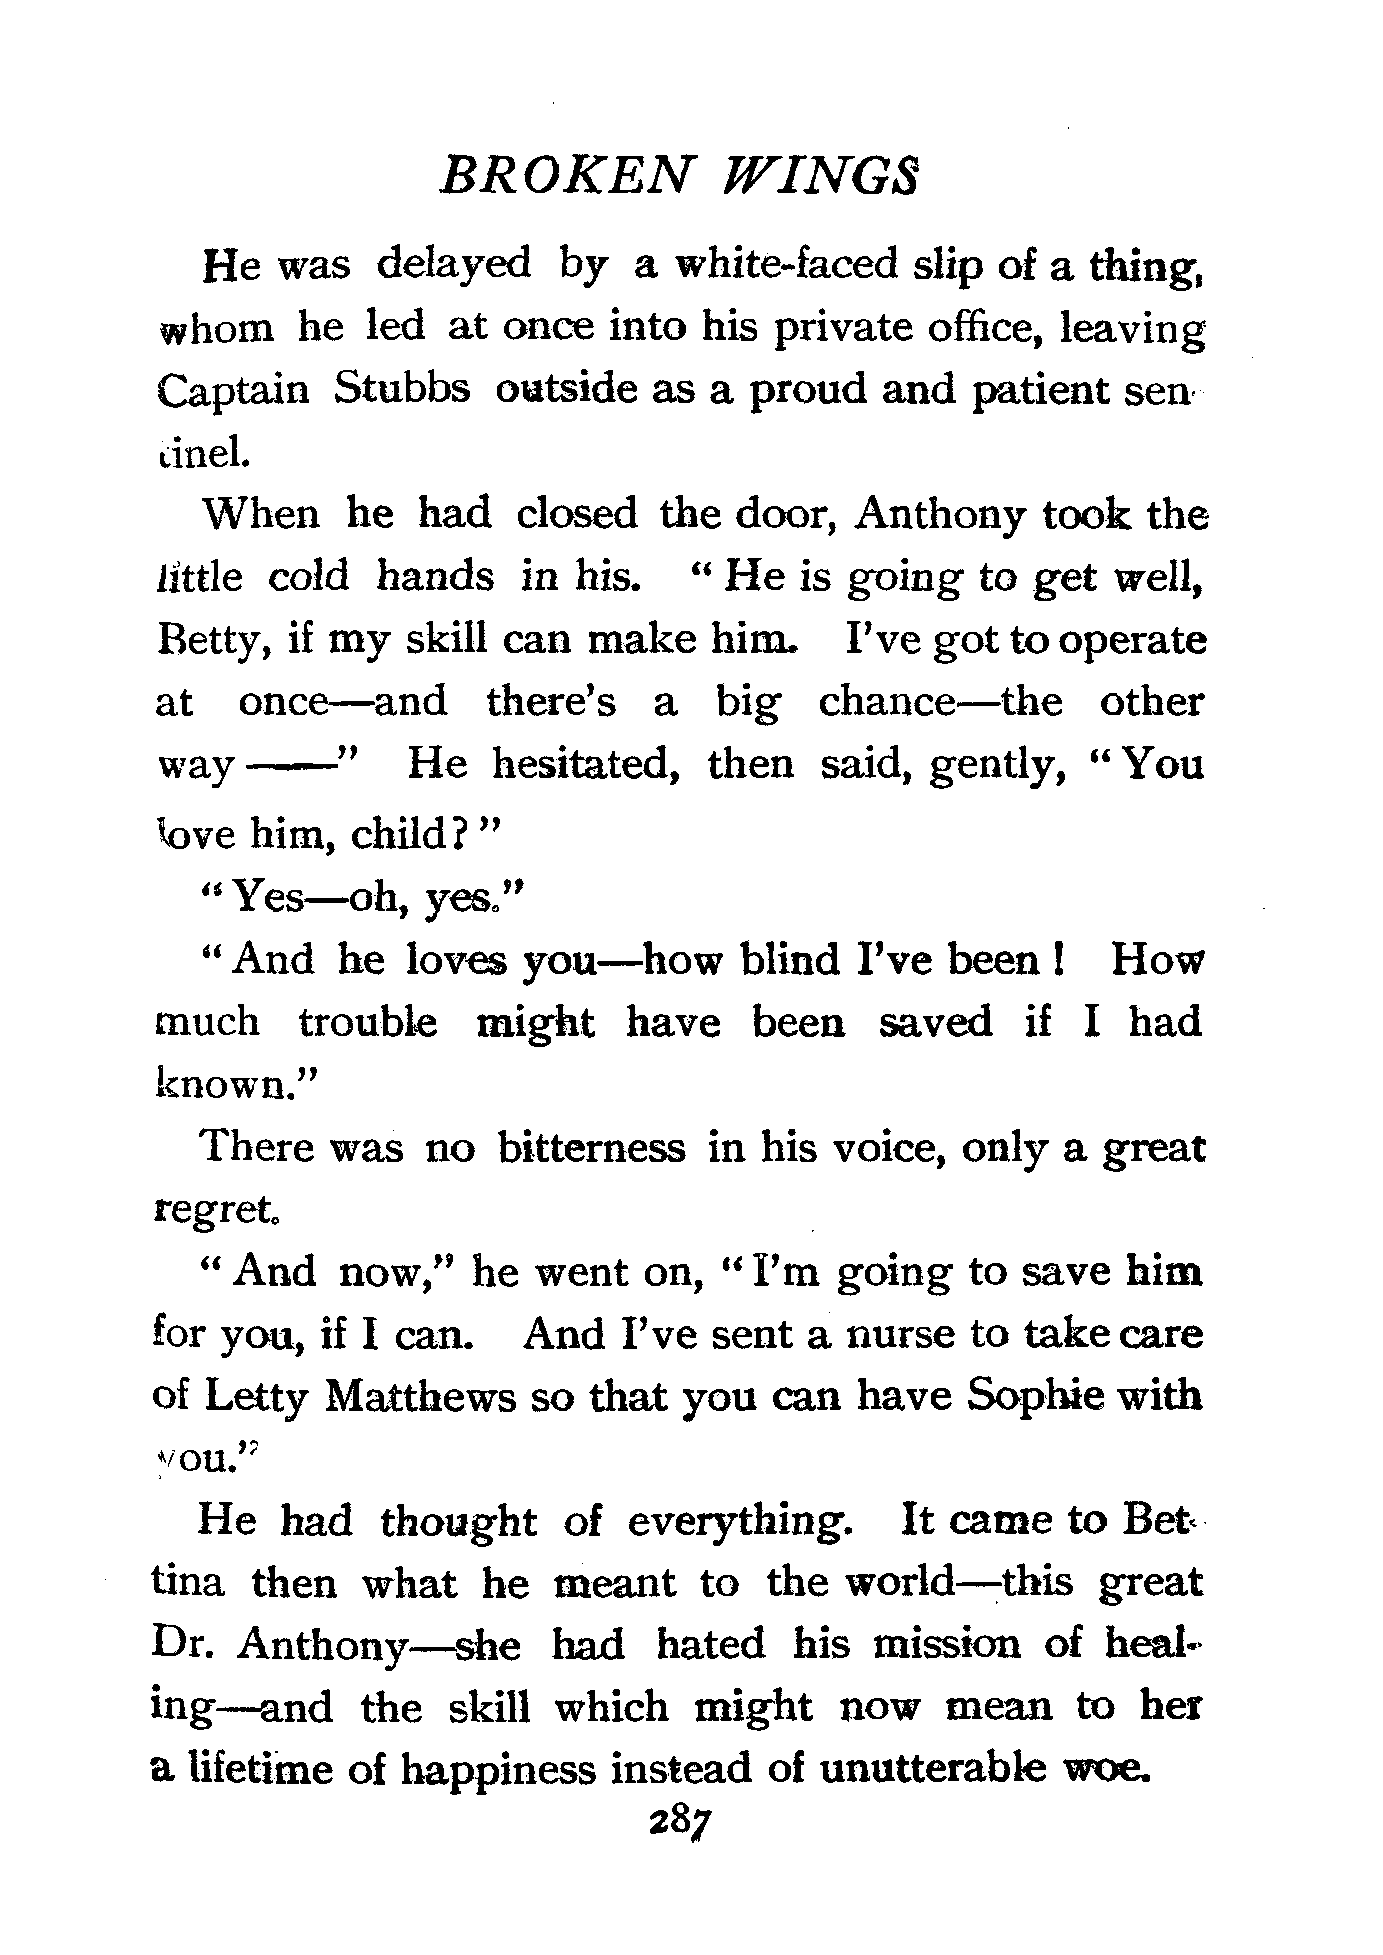 BROKEN WINGS
He was delayed by a white-faced slip of a thing,
whom he led at once into his private office, leaving
Captain Stubbs outside as a proud and patient sen-
tinel.
When he had closed the door, Anthony took the
little cold hands in his. "He is going to get well,
Betty, if my skill can make him. I've got to operate
at once—and there's a big chance—the other
way ——" He hesitated, then said, gently, "You
love him, child?"
"Yes—oh, yes."
"And he loves you—how blind I've been! How
much trouble might have been saved if I had
known."
There was no bitterness in his voice, only a great
regret.
"And now," he went on, "I'm going to save him
for you, if I can. And I've sent a nurse to take care
of Letty Matthews so that you can have Sophie with
you."
He had thought of everything. It came to Bet-
tina then what he meant to the world—this great
Dr. Anthony—she had hated his mission of heal-
ing—and the skill which might now mean to her
a lifetime of happiness instead of unutterable woe.
287